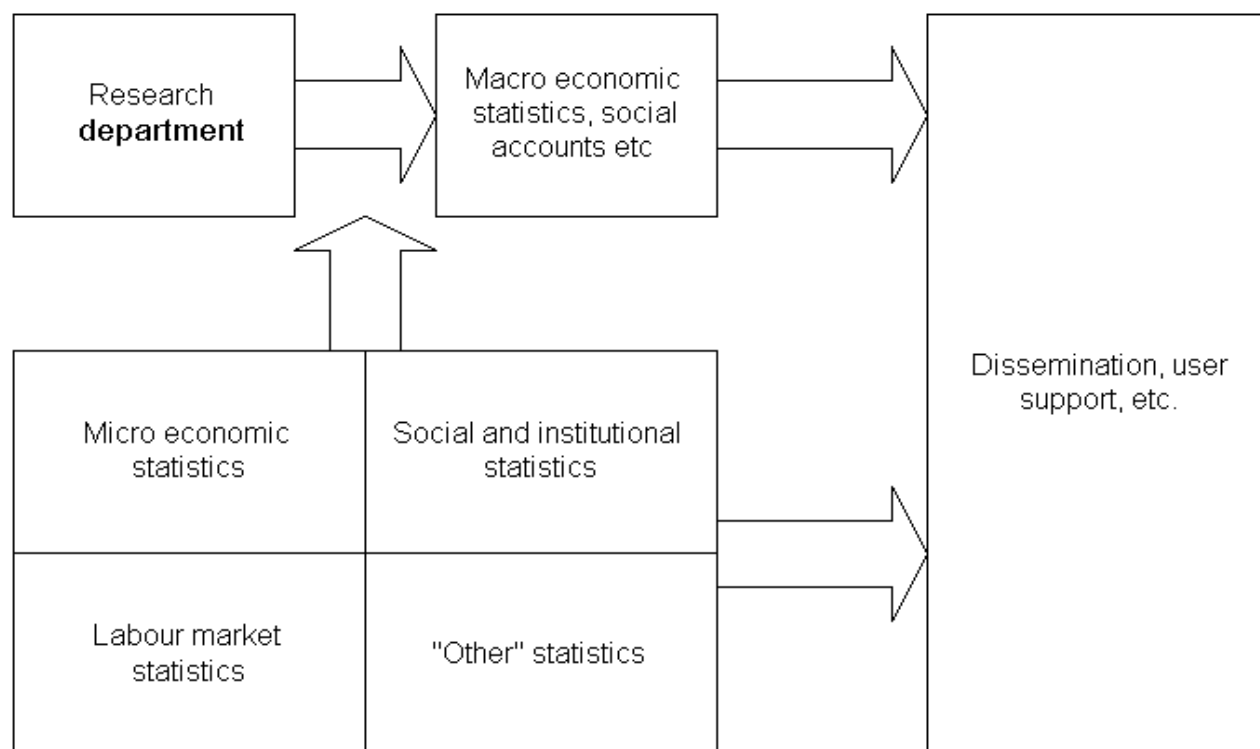 Research
department
Macro economic
statistics, social
accounts etc
Dissemination, user
support, etc.
Micro economic
statistics
Social and institutional
statistics
Labour market
statistics
"Other" statistics